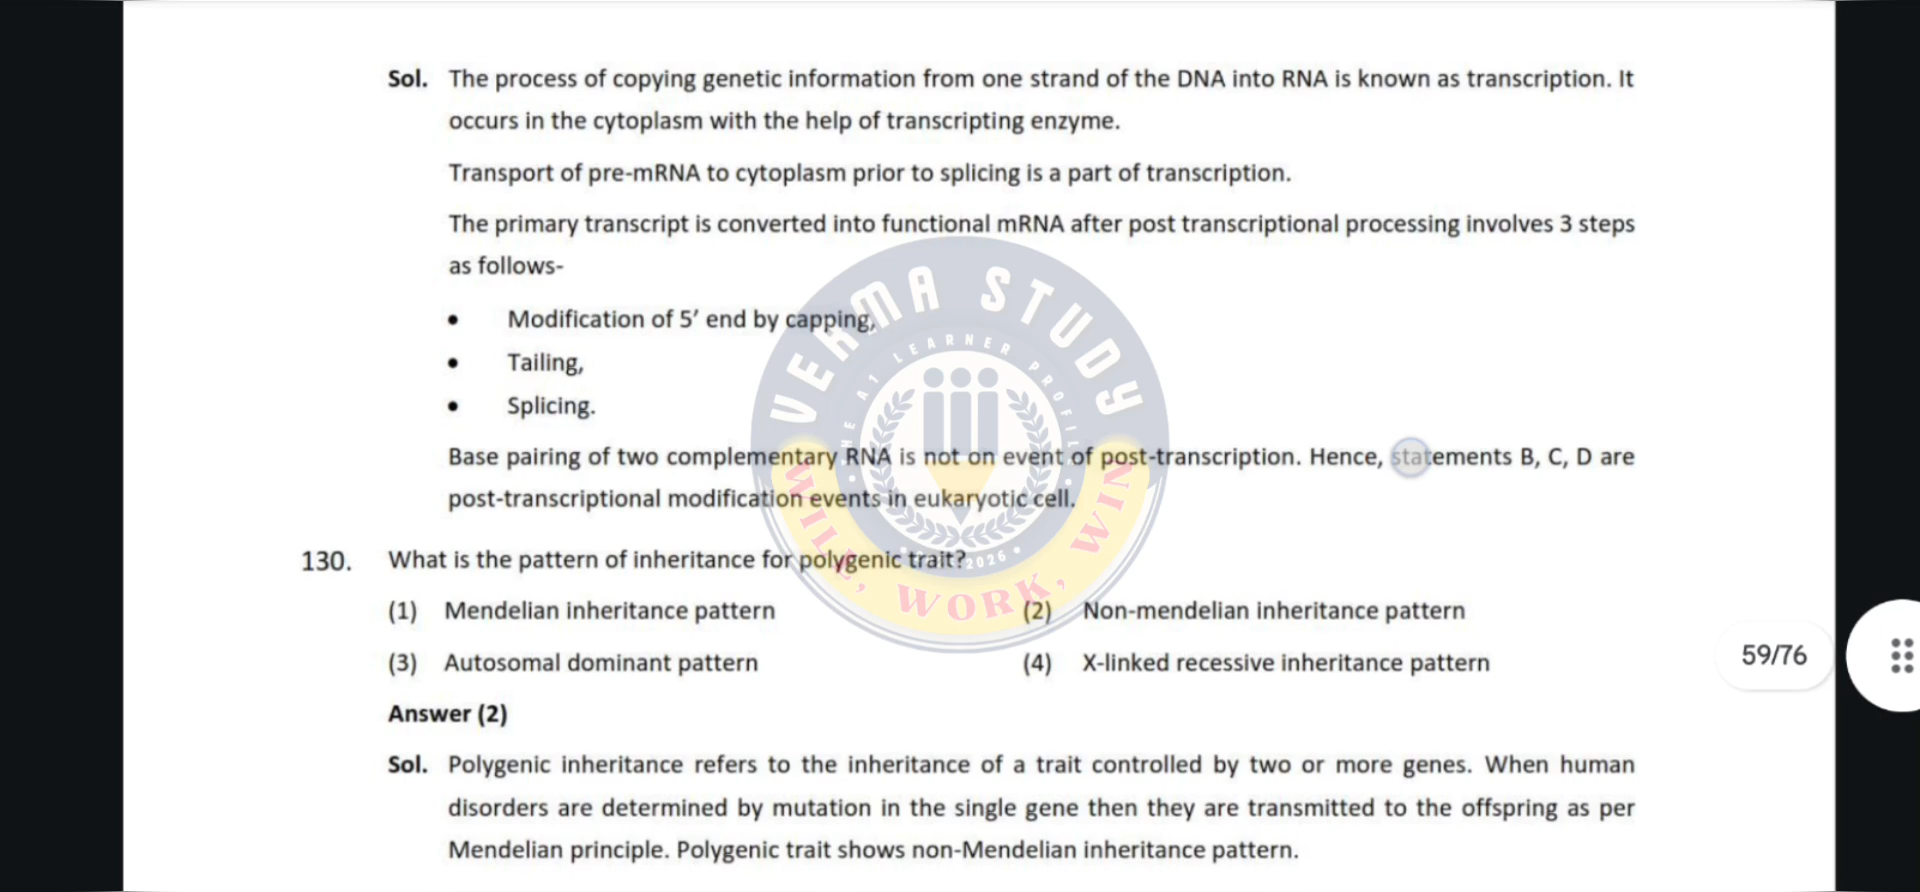 Sol. The process of copying genetic information from one strand of the DNA into RNA is known as transcription. It
occurs in the cytoplasm with the help of transcripting enzyme.
Transport of pre-mRNA to cytoplasm prior to splicing is a part of transcription.
The primary transcript is converted into functional mRNA after post transcriptional processing involves 3 steps
as follows-
• Modification of 5′ end by capping,
• Tailing,
• Splicing.
Base pairing of two complementary RNA is not on event of post-transcription. Hence, statements B, C, D are
post-transcriptional modification events in eukaryotic cell.
130. What is the pattern of inheritance for polygenic trait?
(1) Mendelian inheritance pattern (2) Non-mendelian inheritance pattern
(3) Autosomal dominant pattern (4) X-linked recessive inheritance pattern
Answer (2)
Sol. Polygenic inheritance refers to the inheritance of a trait controlled by two or more genes. When human
disorders are determined by mutation in the single gene then they are transmitted to the offspring as per
Mendelian principle. Polygenic trait shows non-Mendelian inheritance pattern.
VERMA STUDY
THE A1 LEARNER PROFILE
2026
WILL, WORK, WIN
59/76